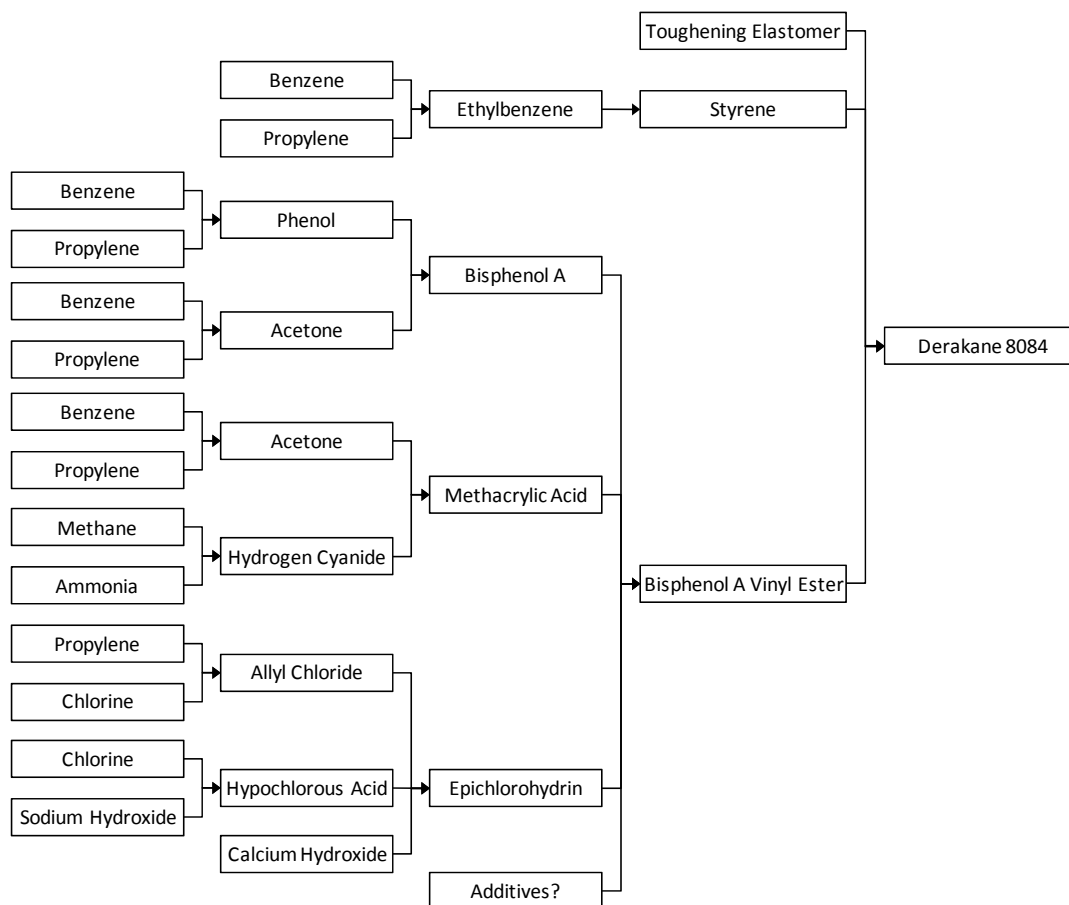 Toughening Elastomer
Benzene
Ethylbenzene
Styrene
Propylene
Benzene
Phenol
Propylene
Bisphenol A
Benzene
Acetone
Propylene
Derakane 8084
Benzene
Acetone
Propylene
Methacrylic Acid
Methane
Hydrogen Cyanide
Ammonia
Bisphenol A Vinyl Ester
Propylene
Allyl Chloride
Chlorine
Chlorine
Hypochlorous Acid
Epichlorohydrin
Sodium Hydroxide
Calcium Hydroxide
Additives?